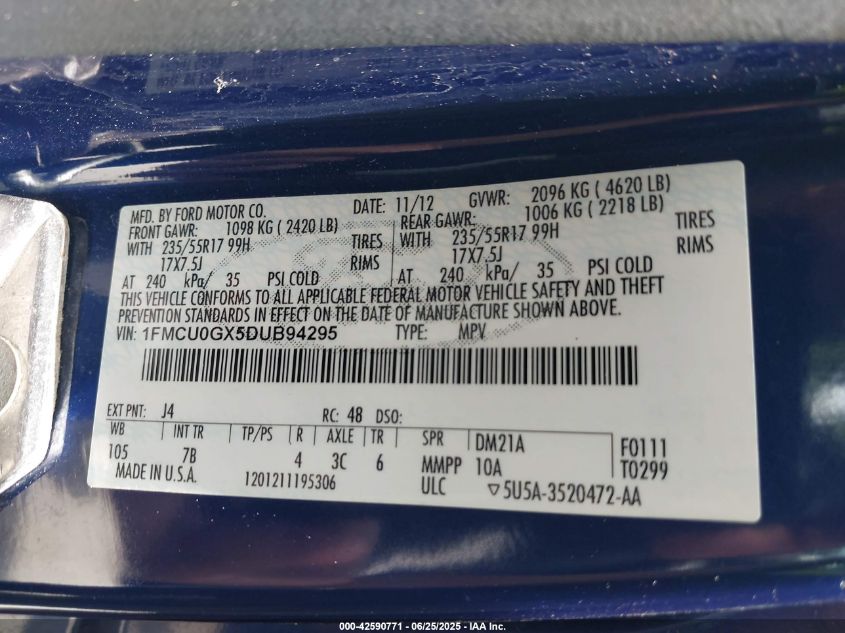 MFD. BY FORD MOTOR CO. DATE: 11/12 GVWR: 2096 KG ( 4620 LB)
FRONT GAWR: 1098 KG ( 2420 LB) REAR GAWR: 1006 KG ( 2218 LB)
WITH 235/55R17 99H TIRES WITH 235/55R17 99H TIRES
17X7.5J RIMS 17X7.5J RIMS
AT 240 kPa/ 35 PSI COLD AT 240 kPa/ 35 PSI COLD
THIS VEHICLE CONFORMS TO ALL APPLICABLE FEDERAL MOTOR VEHICLE SAFETY AND THEFT
PREVENTION STANDARDS IN EFFECT ON THE DATE OF MANUFACTURE SHOWN ABOVE.
VIN: 1FMCU0GX5DUB94295 TYPE: MPV
EXT PNT: J4 RC: 48 DSO:
WB INT TR TP/PS R AXLE TR SPR DM21A F0111
105 7B 4 3C 6 MMPP 10A T0299
MADE IN U.S.A. 1201211195306 ULC ▽5U5A-3520472-AA
000-42590771 - 06/25/2025 - IAA Inc.